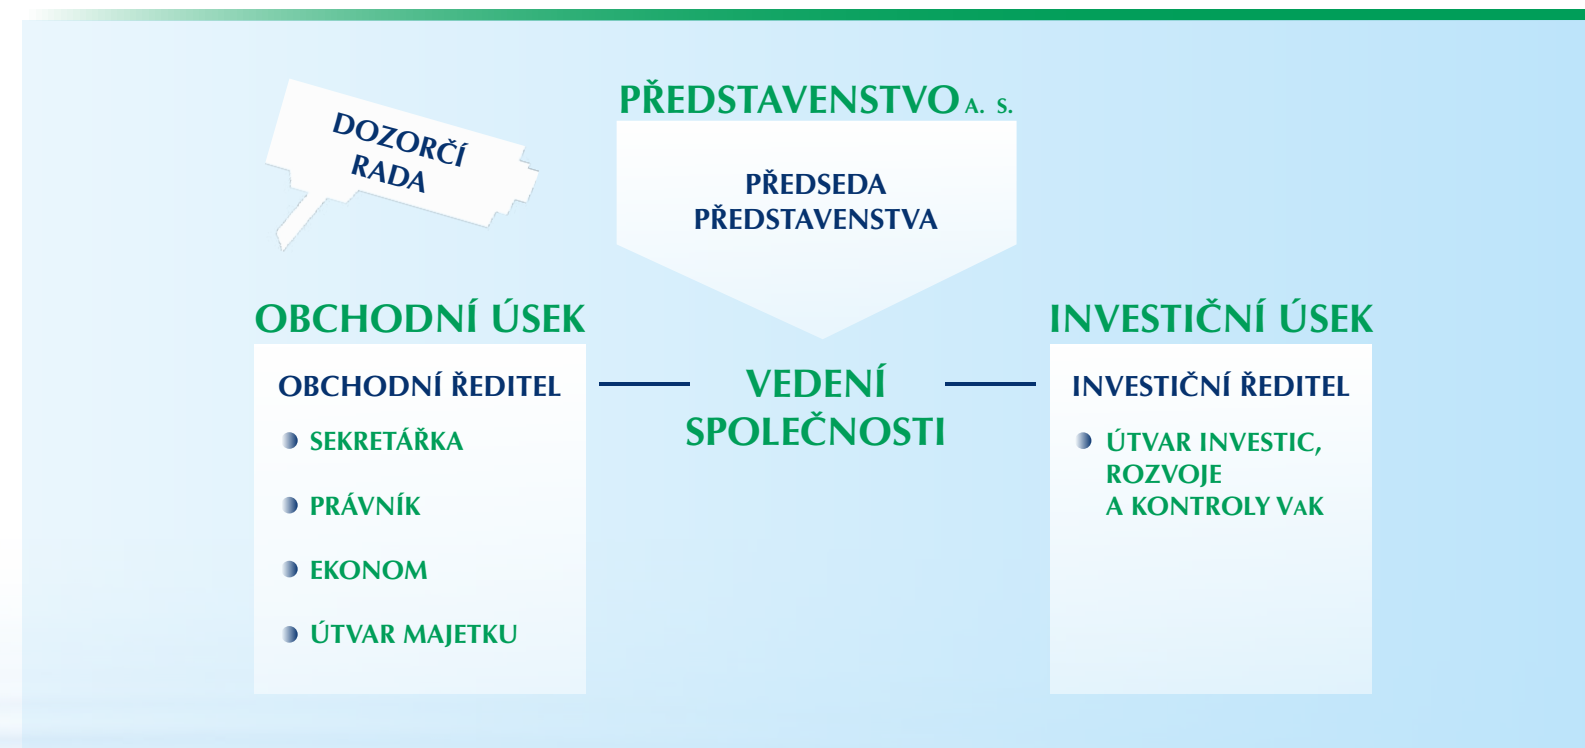 DOZORČÍ
RADA
PŘEDSTAVENSTVO A. S.
PŘEDSEDA
PŘEDSTAVENSTVA
OBCHODNÍ ÚSEK
OBCHODNÍ ŘEDITEL
SEKRETÁŘKA
PRÁVNÍK
EKONOM
ÚTVAR MAJETKU
VEDENÍ
SPOLEČNOSTI
INVESTIČNÍ ÚSEK
INVESTIČNÍ ŘEDITEL
ÚTVAR INVESTIC,
ROZVOJE
A KONTROLY VAK